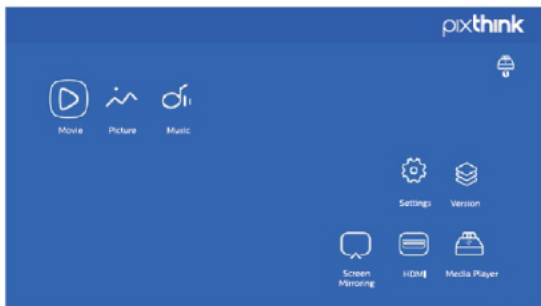 pixthink
Movie
Picture
Music
Settings
Version
Screen
Mirroring
HDMI
Media Player